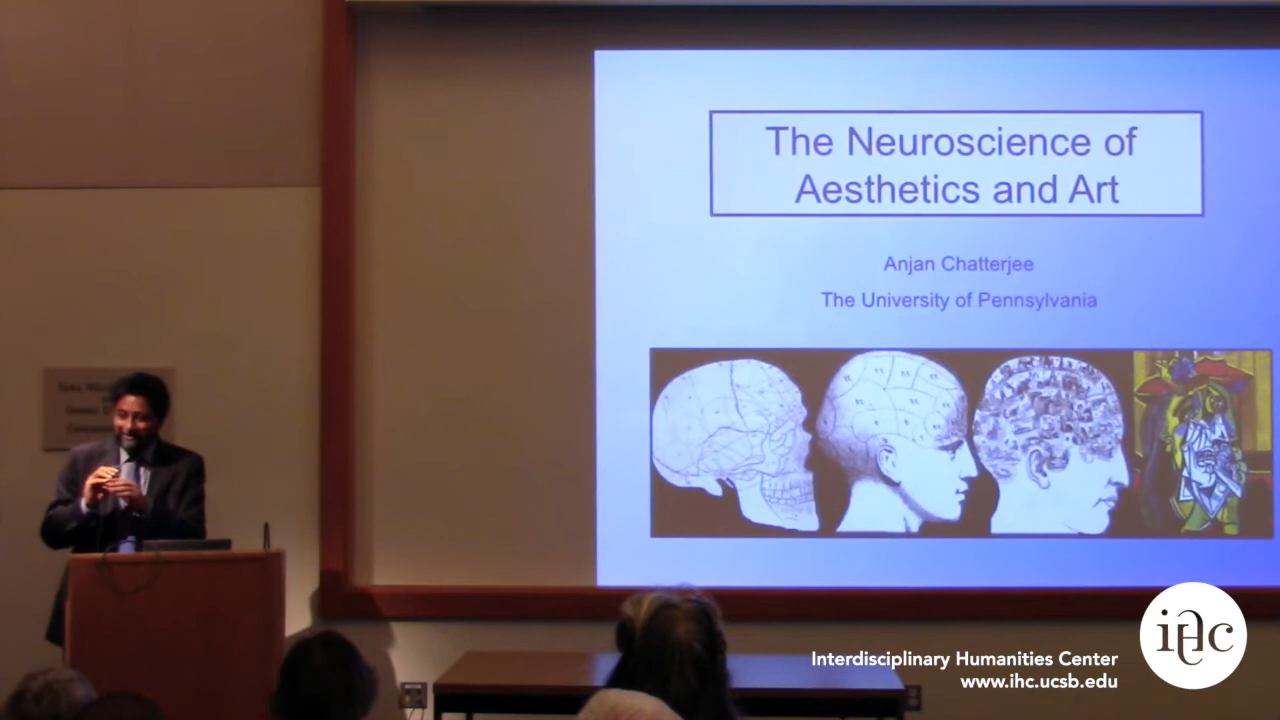 The Neuroscience of
Aesthetics and Art
Anjan Chatterjee
The University of Pennsylvania
ihc
Interdisciplinary Humanities Center
www.ihc.ucsb.edu